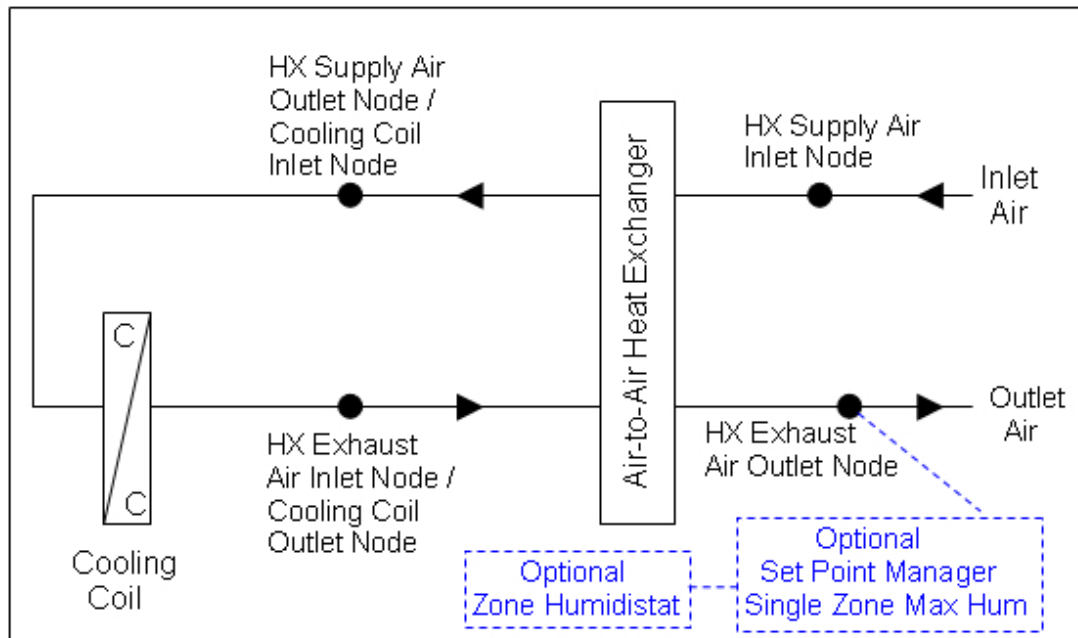 HX Supply Air
Outlet Node /
Cooling Coil
Inlet Node
HX Supply Air
Inlet Node
Inlet
Air
Air-to-Air Heat Exchanger
C
C
Cooling
Coil
HX Exhaust
Air Inlet Node /
Cooling Coil
Outlet Node
HX Exhaust
Air Outlet Node
Outlet
Air
Optional
Zone Humidistat
Optional
Set Point Manager
Single Zone Max Hum